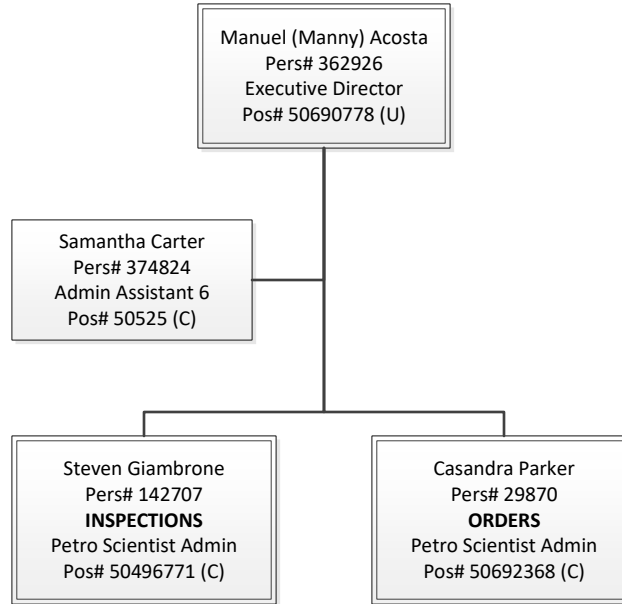 Manuel (Manny) Acosta
Pers# 362926
Executive Director
Pos# 50690778 (U)
Samantha Carter
Pers# 374824
Admin Assistant 6
Pos# 50525 (C)
Steven Giambrone
Pers# 142707
INSPECTIONS
Petro Scientist Admin
Pos# 50496771 (C)
Casandra Parker
Pers# 29870
ORDERS
Petro Scientist Admin
Pos# 50692368 (C)